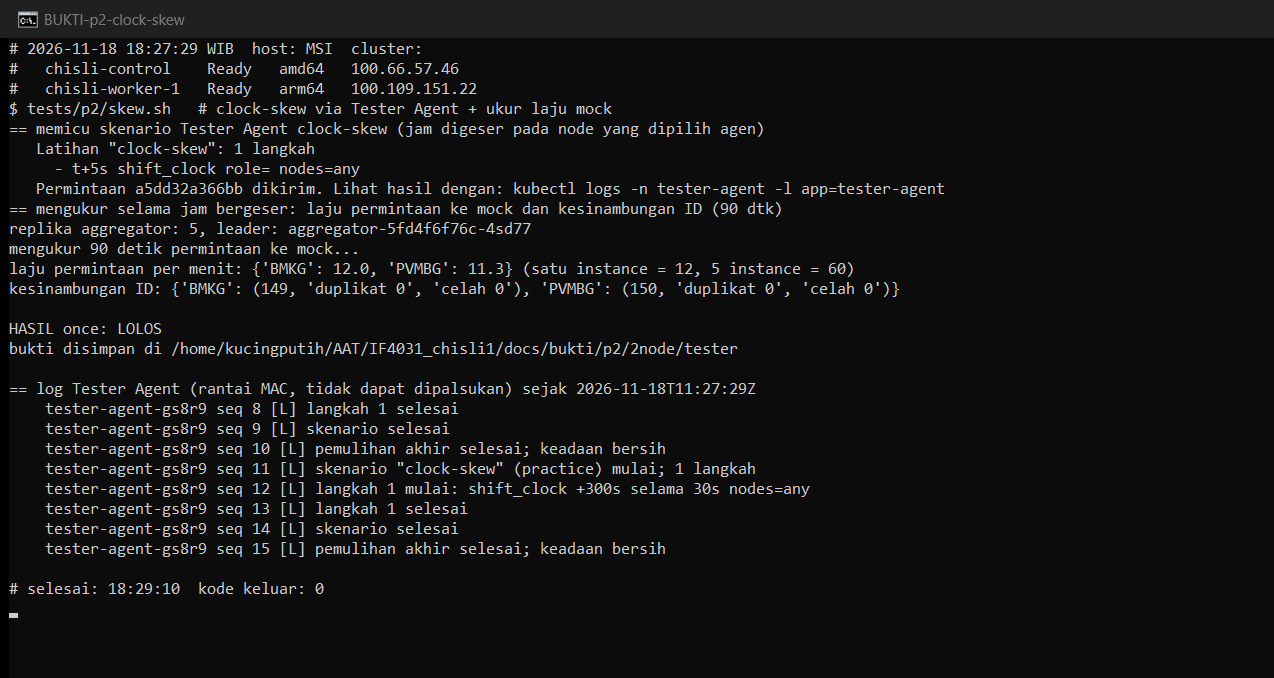 BUKTI-p2-clock-skew
# 2026-11-18 18:27:29 WIB  host: MSI  cluster:
#   chisli-control    Ready   amd64   100.66.57.46
#   chisli-worker-1   Ready   arm64   100.109.151.22
$ tests/p2/skew.sh   # clock-skew via Tester Agent + ukur laju mock
== memicu skenario Tester Agent clock-skew (jam digeser pada node yang dipilih agen)
   Latihan "clock-skew": 1 langkah
     - t+5s shift_clock role= nodes=any
   Permintaan a5dd32a366bb dikirim. Lihat hasil dengan: kubectl logs -n tester-agent -l app=tester-agent
== mengukur selama jam bergeser: laju permintaan ke mock dan kesinambungan ID (90 dtk)
replika aggregator: 5, leader: aggregator-5fd4f6f76c-4sd77
mengukur 90 detik permintaan ke mock...
laju permintaan per menit: {'BMKG': 12.0, 'PVMBG': 11.3} (satu instance = 12, 5 instance = 60)
kesinambungan ID: {'BMKG': (149, 'duplikat 0', 'celah 0'), 'PVMBG': (150, 'duplikat 0', 'celah 0')}
HASIL once: LOLOS
bukti disimpan di /home/kucingputih/AAT/IF4031_chisli1/docs/bukti/p2/2node/tester
== log Tester Agent (rantai MAC, tidak dapat dipalsukan) sejak 2026-11-18T11:27:29Z
    tester-agent-gs8r9 seq 8 [L] langkah 1 selesai
    tester-agent-gs8r9 seq 9 [L] skenario selesai
    tester-agent-gs8r9 seq 10 [L] pemulihan akhir selesai; keadaan bersih
    tester-agent-gs8r9 seq 11 [L] skenario "clock-skew" (practice) mulai; 1 langkah
    tester-agent-gs8r9 seq 12 [L] langkah 1 mulai: shift_clock +300s selama 30s nodes=any
    tester-agent-gs8r9 seq 13 [L] langkah 1 selesai
    tester-agent-gs8r9 seq 14 [L] skenario selesai
    tester-agent-gs8r9 seq 15 [L] pemulihan akhir selesai; keadaan bersih
# selesai: 18:29:10  kode keluar: 0